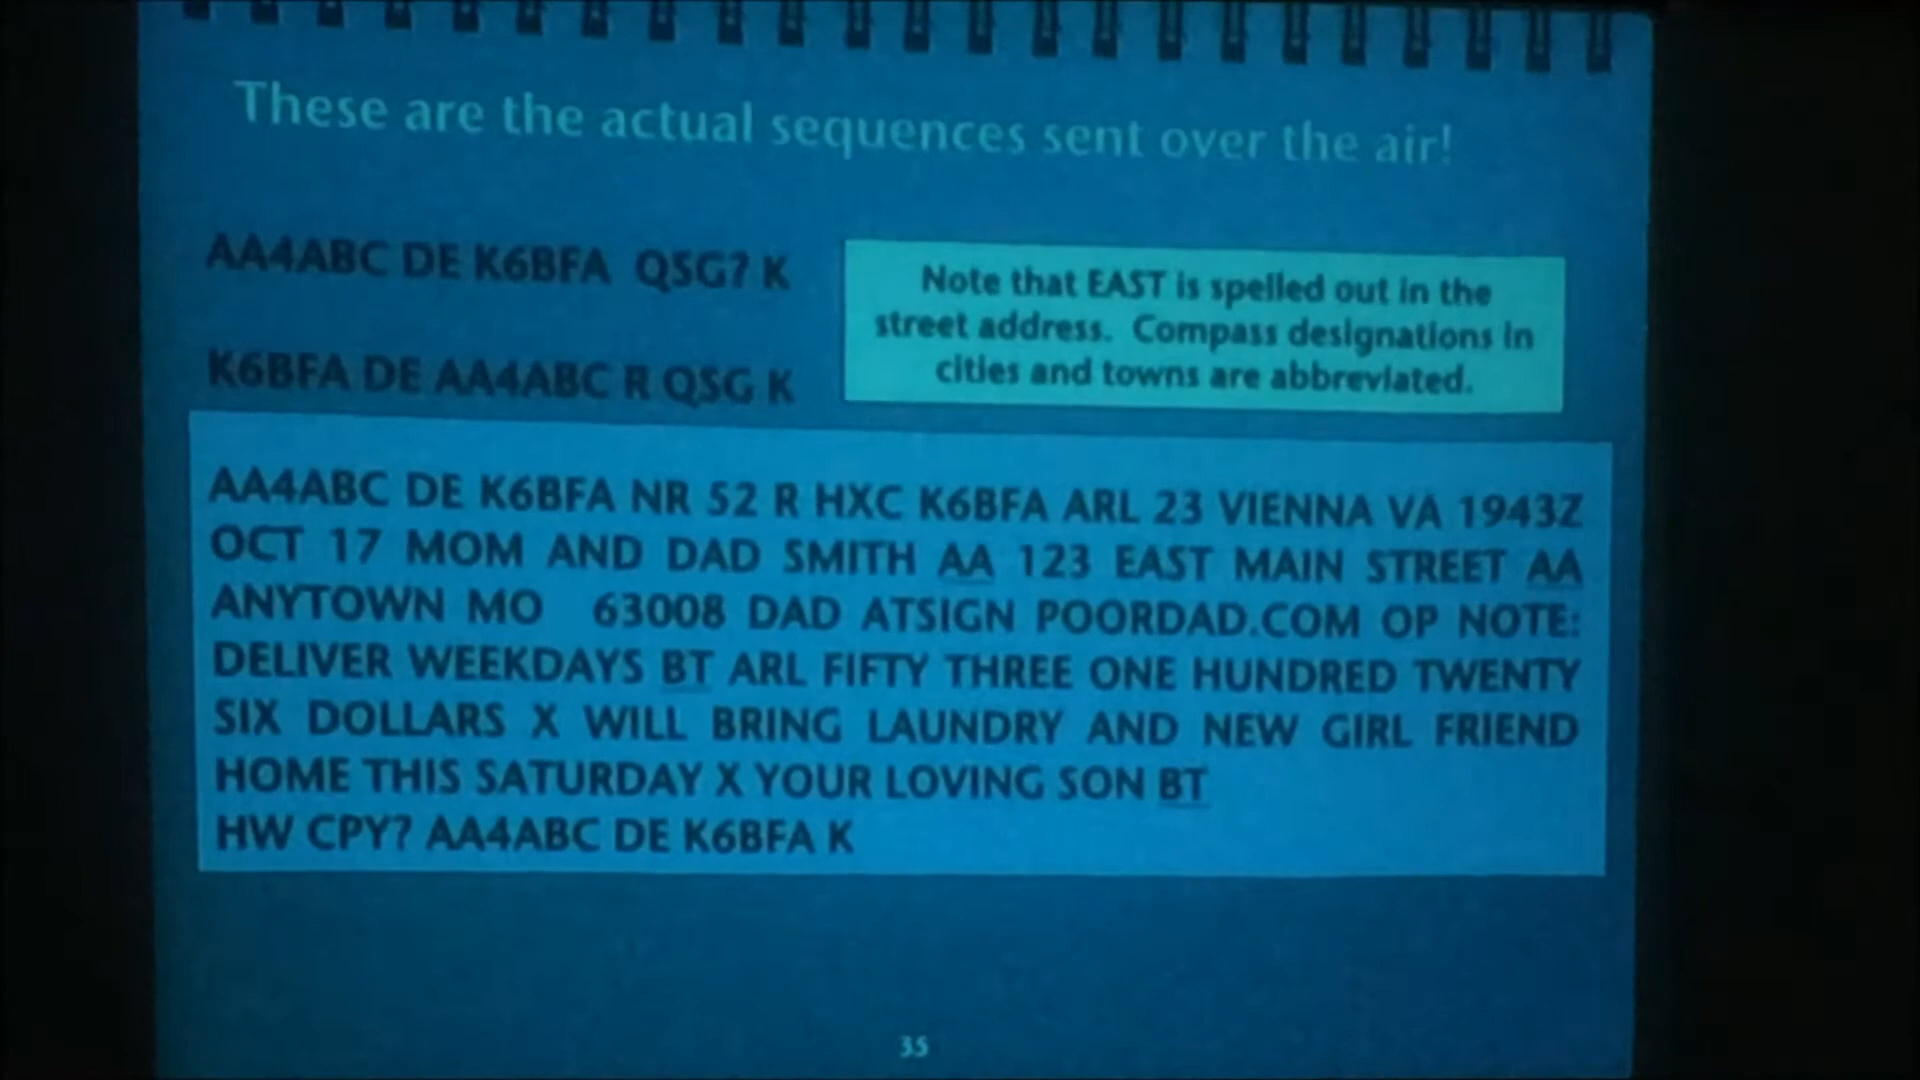 These are the actual sequences sent over the air!
AA4ABC DE K6BFA QSG? K
K6BFA DE AA4ABC R QSG K
Note that EAST is spelled out in the
street address. Compass designations in
cities and towns are abbreviated.
AA4ABC DE K6BFA NR 52 R HXC K6BFA ARL 23 VIENNA VA 1943Z
OCT 17 MOM AND DAD SMITH AA 123 EAST MAIN STREET AA
ANYTOWN MO 63008 DAD ATSIGN POORDAD.COM OP NOTE:
DELIVER WEEKDAYS BT ARL FIFTY THREE ONE HUNDRED TWENTY
SIX DOLLARS X WILL BRING LAUNDRY AND NEW GIRL FRIEND
HOME THIS SATURDAY X YOUR LOVING SON BT
HW CPY? AA4ABC DE K6BFA K
35